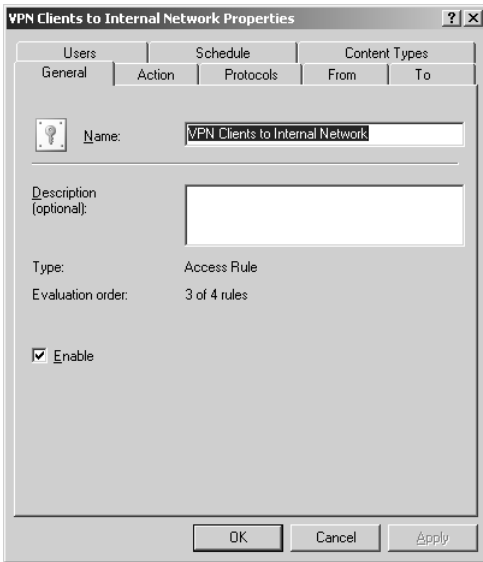 VPN Clients to Internal Network Properties
Users Schedule Content Types
General Action Protocols From To
Name: VPN Clients to Internal Network
Description
(optional):
Type: Access Rule
Evaluation order: 3 of 4 rules
Enable
OK Cancel Apply